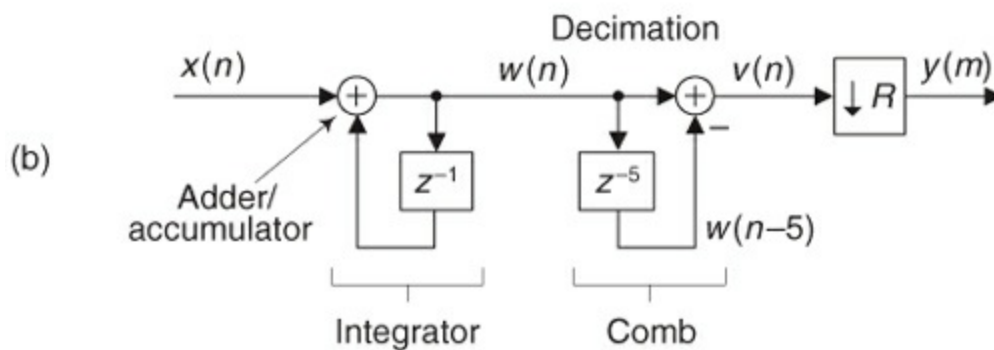 Decimation
x(n) w(n) v(n) y(m)
+ + ↓ R
−
(b)
z⁻¹ z⁻⁵
Adder/
accumulator
w(n–5)
Integrator Comb